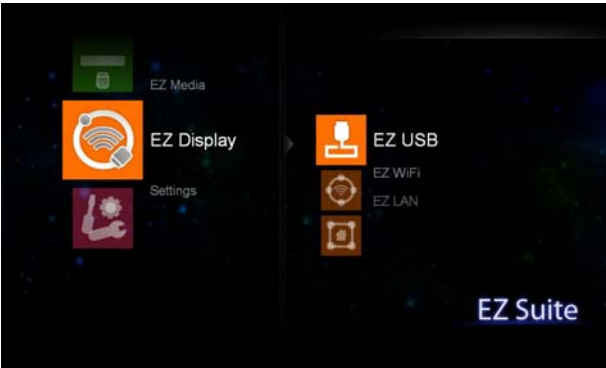 EZ Media
EZ Display
Settings
EZ USB
EZ WiFi
EZ LAN
EZ Suite